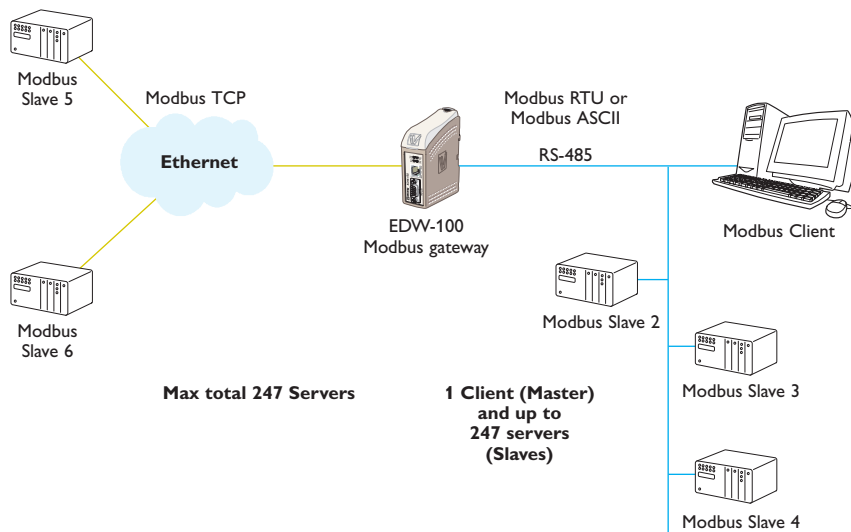 Modbus
Slave 5
Modbus TCP
Ethernet
Modbus
Slave 6
EDW-100
Modbus gateway
Modbus RTU or
Modbus ASCII
RS-485
Modbus Client
Modbus Slave 2
Modbus Slave 3
Modbus Slave 4
Max total 247 Servers
1 Client (Master)
and up to
247 servers
(Slaves)